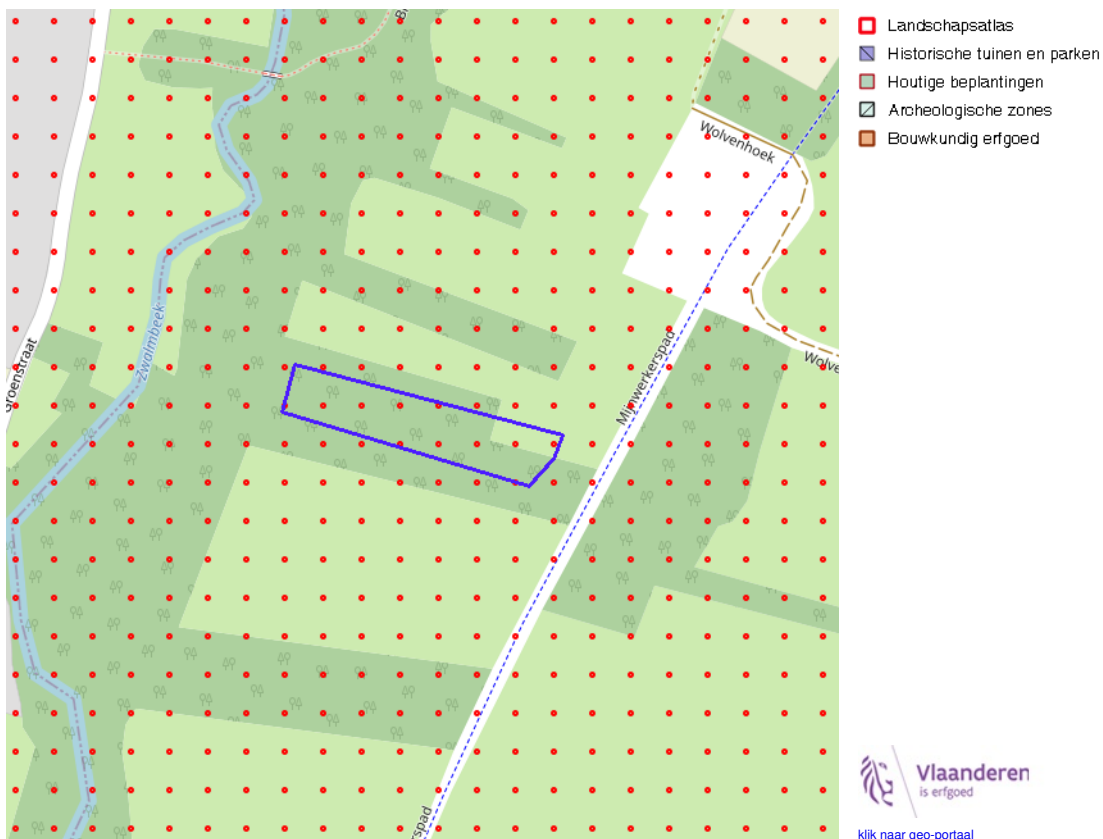 Landschapsatlas
Historische tuinen en parken
Houtige beplantingen
Archeologische zones
Bouwkundig erfgoed
Wolvenhoek
Zwalmbeek
Groenstraat
Mijnwerkerspad
Vlaanderen
is erfgoed
klik naar geo-portaal